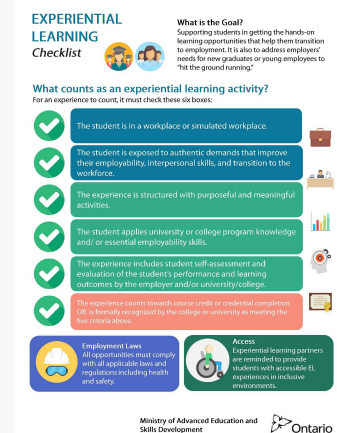 EXPERIENTIAL
LEARNING
Checklist
What is the Goal?
Supporting students in getting the hands-on
learning opportunities that help them transition
to employment. It is also to address employers'
needs for new graduates or young employees to
"hit the ground running."
What counts as an experiential learning activity?
For an experience to count, it must check these six boxes:
The student is in a workplace or simulated workplace.
The student is exposed to authentic demands that improve
their employability, interpersonal skills, and transition to the
workforce.
The experience is structured with purposeful and meaningful
activities.
The student applies university or college program knowledge
and/ or essential employability skills.
The experience includes student self-assessment and
evaluation of the student's performance and learning
outcomes by the employer and/or university/college.
The experience counts towards course credit or credential completion
OR is formally recognized by the college or university as meeting the
five criteria above.
Employment Laws
All opportunities must comply
with all applicable laws and
regulations including health
and safety.
Access
Experiential learning partners
are reminded to provide
students with accessible EL
experiences in inclusive
environments.
Ministry of Advanced Education and
Skills Development
Ontario